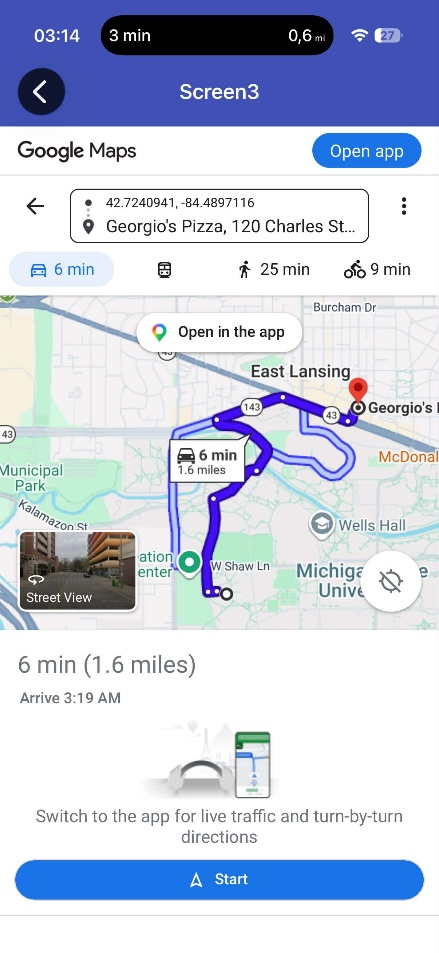 03:14
3 min
0,6 mi
27
Screen3
Google Maps
Open app
42.7240941, -84.4897116
Georgio's Pizza, 120 Charles St...
6 min
25 min
9 min
Burcham Dr
Open in the app
43
East Lansing
143
43
Georgio's
43
6 min
1.6 miles
McDonal
Municipal
Park
Kalamazoo St
Wells Hall
ation
enter
W Shaw Ln
Michiga
e
Unive
Street View
6 min (1.6 miles)
Arrive 3:19 AM
Switch to the app for live traffic and turn-by-turn
directions
Start